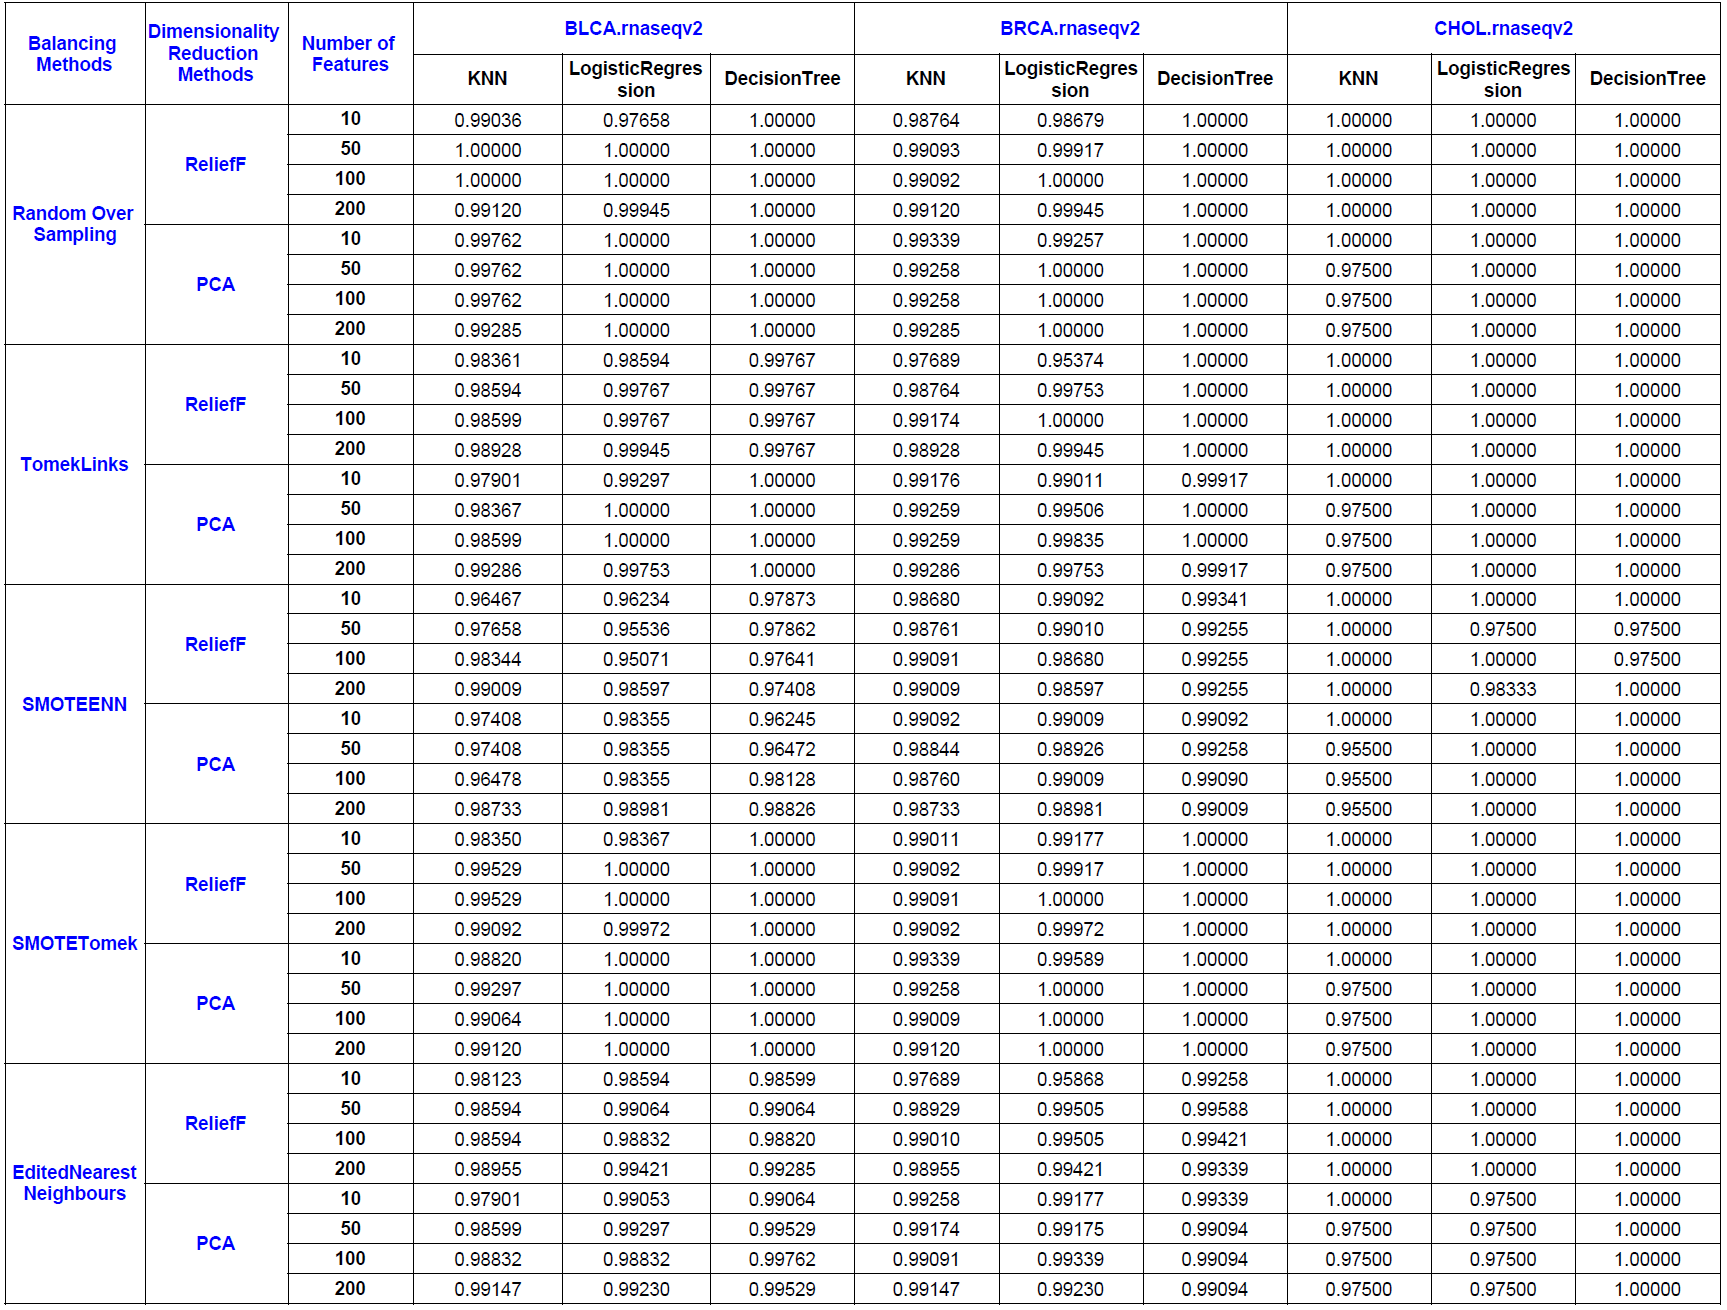 Balancing Methods Dimensionality Reduction Methods Number of Features BLCA.rnaseqv2 BRCA.rnaseqv2 CHOL.rnaseqv2
KNN LogisticRegression DecisionTree KNN LogisticRegression DecisionTree KNN LogisticRegression DecisionTree
Random Over Sampling
ReliefF
10 0.99036 0.97658 1.00000 0.98764 0.98679 1.00000 1.00000 1.00000 1.00000
50 1.00000 1.00000 1.00000 0.99093 0.99917 1.00000 1.00000 1.00000 1.00000
100 1.00000 1.00000 1.00000 0.99092 1.00000 1.00000 1.00000 1.00000 1.00000
200 0.99120 0.99945 1.00000 0.99120 0.99945 1.00000 1.00000 1.00000 1.00000
PCA
10 0.99762 1.00000 1.00000 0.99339 0.99257 1.00000 1.00000 1.00000 1.00000
50 0.99762 1.00000 1.00000 0.99258 1.00000 1.00000 0.97500 1.00000 1.00000
100 0.99762 1.00000 1.00000 0.99258 1.00000 1.00000 0.97500 1.00000 1.00000
200 0.99285 1.00000 1.00000 0.99285 1.00000 1.00000 0.97500 1.00000 1.00000
TomekLinks
ReliefF
10 0.98361 0.98594 0.99767 0.97689 0.95374 1.00000 1.00000 1.00000 1.00000
50 0.98594 0.99767 0.99767 0.98764 0.99753 1.00000 1.00000 1.00000 1.00000
100 0.98599 0.99767 0.99767 0.99174 1.00000 1.00000 1.00000 1.00000 1.00000
200 0.98928 0.99945 0.99767 0.98928 0.99945 1.00000 1.00000 1.00000 1.00000
PCA
10 0.97901 0.99297 1.00000 0.99176 0.99011 0.99917 1.00000 1.00000 1.00000
50 0.98367 1.00000 1.00000 0.99259 0.99506 1.00000 0.97500 1.00000 1.00000
100 0.98599 1.00000 1.00000 0.99259 0.99835 1.00000 0.97500 1.00000 1.00000
200 0.99286 0.99753 1.00000 0.99286 0.99753 0.99917 0.97500 1.00000 1.00000
SMOTEENN
ReliefF
10 0.96467 0.96234 0.97873 0.98680 0.99092 0.99341 1.00000 1.00000 1.00000
50 0.97658 0.95536 0.97862 0.98761 0.99010 0.99255 1.00000 0.97500 0.97500
100 0.98344 0.95071 0.97641 0.99091 0.98680 0.99255 1.00000 1.00000 0.97500
200 0.99009 0.98597 0.97408 0.99009 0.98597 0.99255 1.00000 0.98333 1.00000
PCA
10 0.97408 0.98355 0.96245 0.99092 0.99009 0.99092 1.00000 1.00000 1.00000
50 0.97408 0.98355 0.96472 0.98844 0.98926 0.99258 0.95500 1.00000 1.00000
100 0.96478 0.98355 0.98128 0.98760 0.99009 0.99090 0.95500 1.00000 1.00000
200 0.98733 0.98981 0.98826 0.98733 0.98981 0.99009 0.95500 1.00000 1.00000
SMOTETomek
ReliefF
10 0.98350 0.98367 1.00000 0.99011 0.99177 1.00000 1.00000 1.00000 1.00000
50 0.99529 1.00000 1.00000 0.99092 0.99917 1.00000 1.00000 1.00000 1.00000
100 0.99529 1.00000 1.00000 0.99091 1.00000 1.00000 1.00000 1.00000 1.00000
200 0.99092 0.99972 1.00000 0.99092 0.99972 1.00000 1.00000 1.00000 1.00000
PCA
10 0.98820 1.00000 1.00000 0.99339 0.99589 1.00000 1.00000 1.00000 1.00000
50 0.99297 1.00000 1.00000 0.99258 1.00000 1.00000 0.97500 1.00000 1.00000
100 0.99064 1.00000 1.00000 0.99009 1.00000 1.00000 0.97500 1.00000 1.00000
200 0.99120 1.00000 1.00000 0.99120 1.00000 1.00000 0.97500 1.00000 1.00000
EditedNearest Neighbours
ReliefF
10 0.98123 0.98594 0.98599 0.97689 0.95868 0.99258 1.00000 1.00000 1.00000
50 0.98594 0.99064 0.99064 0.98929 0.99505 0.99588 1.00000 1.00000 1.00000
100 0.98594 0.98832 0.98820 0.99010 0.99505 0.99421 1.00000 1.00000 1.00000
200 0.98955 0.99421 0.99285 0.98955 0.99421 0.99339 1.00000 1.00000 1.00000
PCA
10 0.97901 0.99053 0.99064 0.99258 0.99177 0.99339 1.00000 0.97500 1.00000
50 0.98599 0.99297 0.99529 0.99174 0.99175 0.99094 0.97500 0.97500 1.00000
100 0.98832 0.98832 0.99762 0.99091 0.99339 0.99094 0.97500 0.97500 1.00000
200 0.99147 0.99230 0.99529 0.99147 0.99230 0.99094 0.97500 0.97500 1.00000